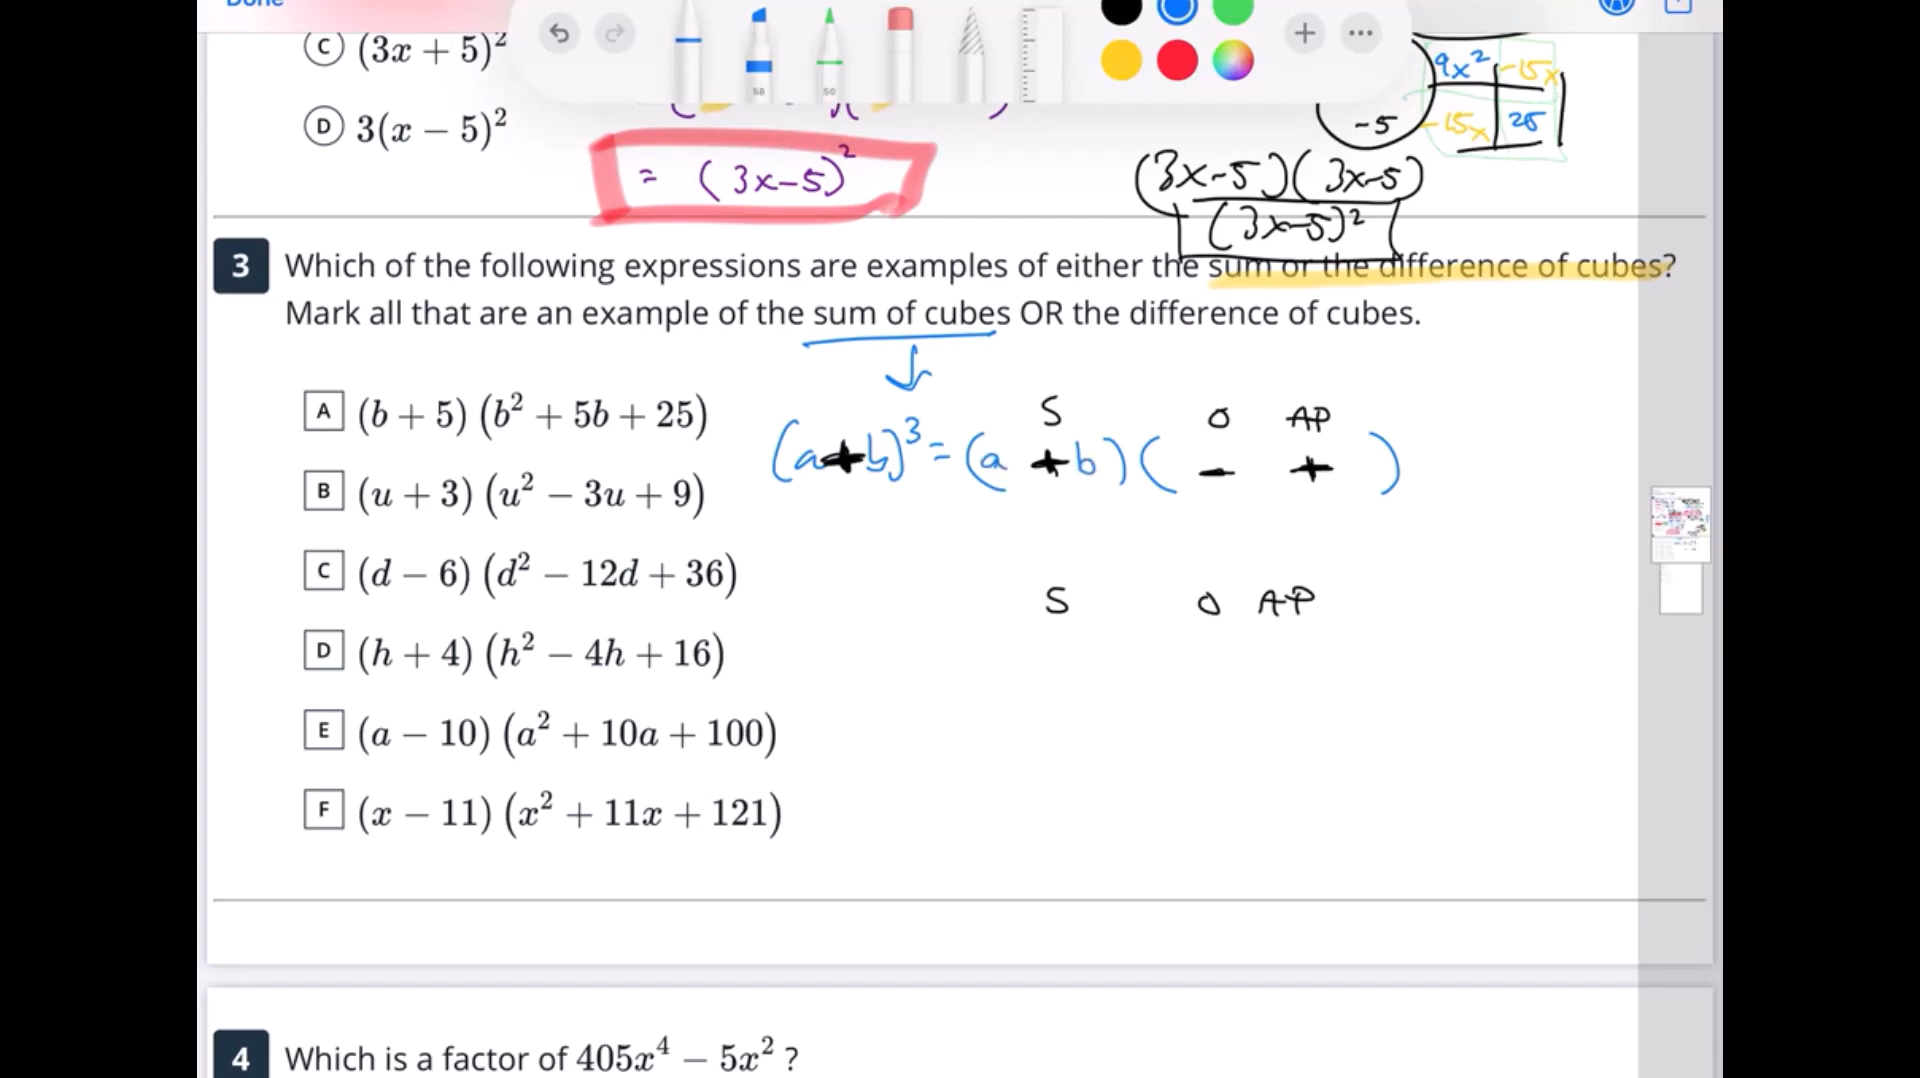 Done
C (3x + 5)²
58
50
9x² -15x
-15x 25
-5
D 3(x − 5)²
= (3x-5)²
(3x-5)(3x-5)
(3x-5)²
3 Which of the following expressions are examples of either the sum or the difference of cubes?
Mark all that are an example of the sum of cubes OR the difference of cubes.
A (b + 5) (b² + 5b + 25)
S O AP
(a+b)³ = (a + b)( - + )
B (u + 3) (u² − 3u + 9)
C (d − 6) (d² − 12d + 36)
S O AP
D (h + 4) (h² − 4h + 16)
E (a − 10) (a² + 10a + 100)
F (x − 11) (x² + 11x + 121)
4 Which is a factor of 405x⁴ − 5x² ?